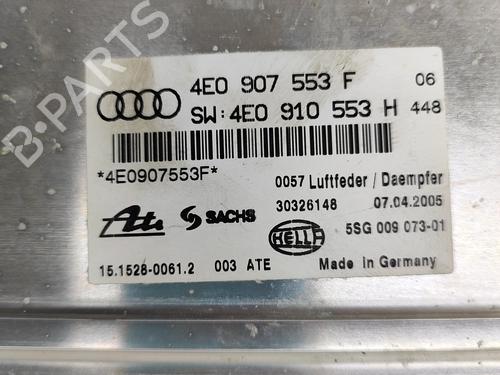 4E0 907 553 F 06
SW:4E0 910 553 H 448
*4E0907553F*
0057 Luftfeder / Daempfer
30326148 07.04.2005
Ate SACHS HELLA 5SG 009 073-01
15.1528-0061.2 003 ATE Made in Germany
B-PARTS